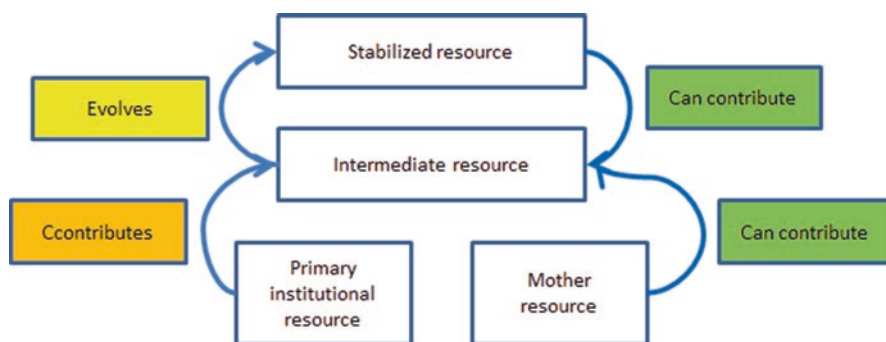 Stabilized resource
Evolves
Can contribute
Intermediate resource
Ccontributes
Can contribute
Primary
institutional
resource
Mother
resource